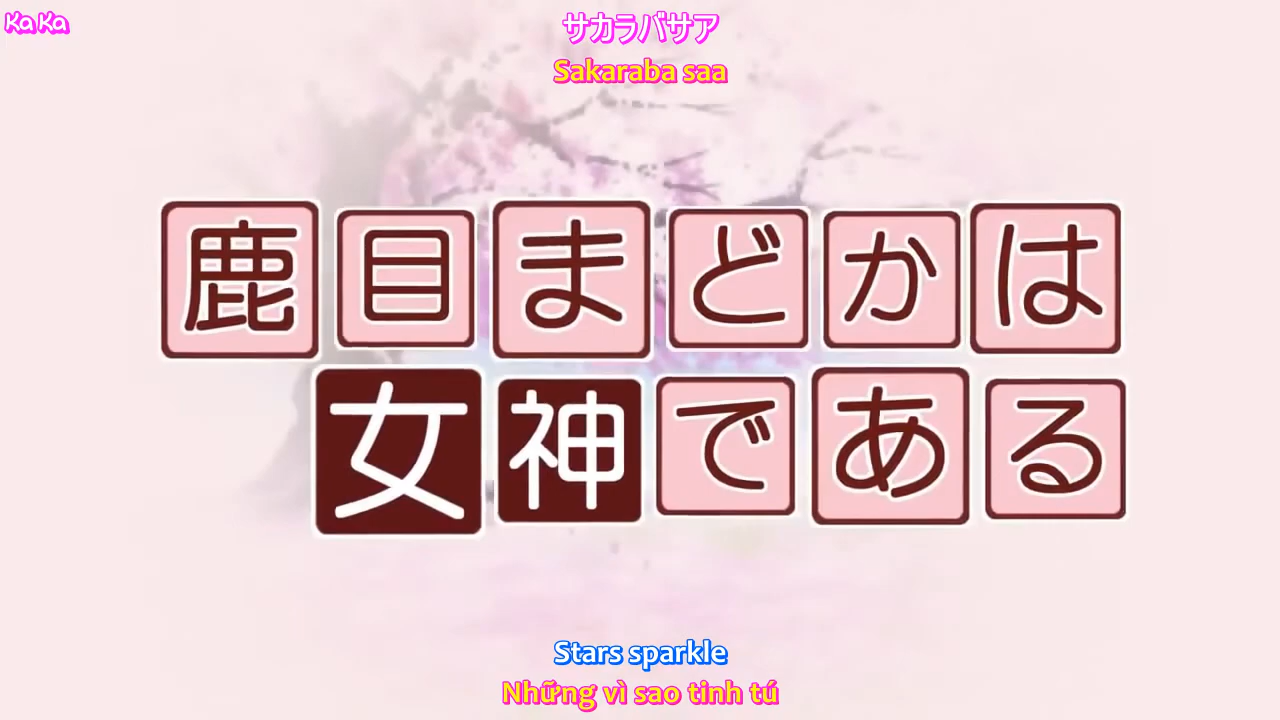 Ka Ka
サカラバサア
Sakaraba saa
鹿目まどかは
女神である
Stars sparkle
Những vì sao tinh tú